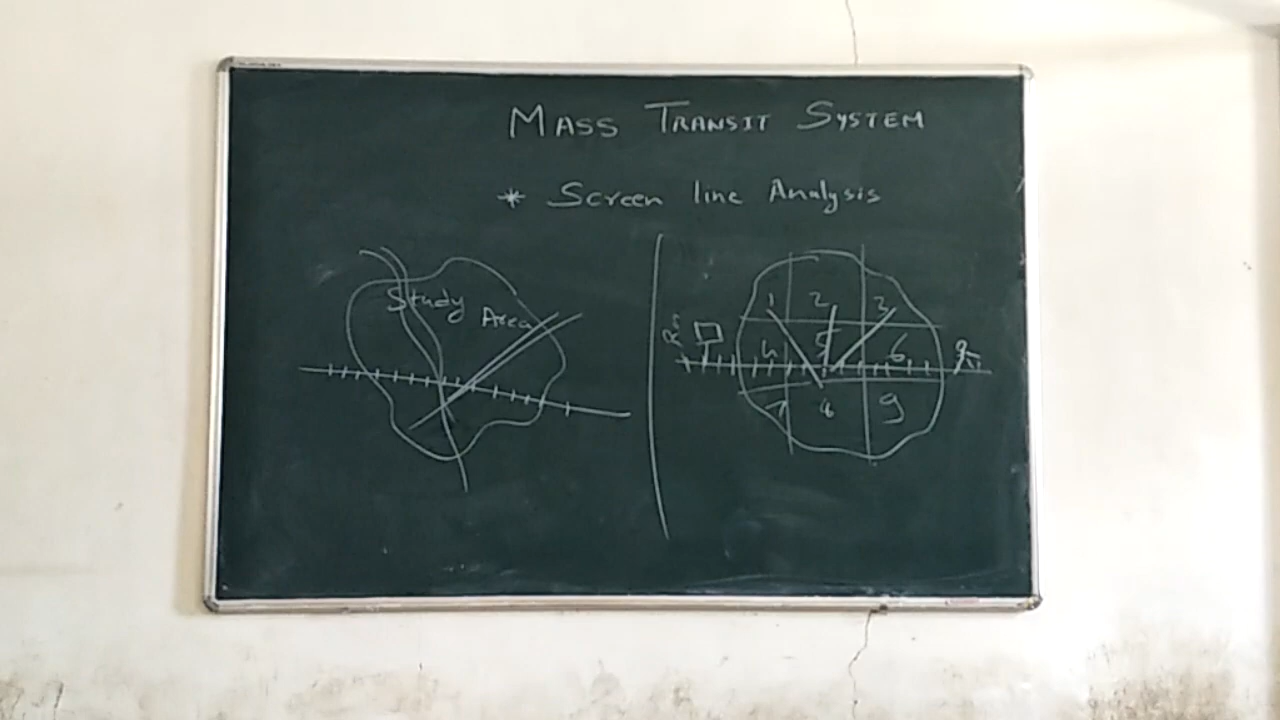 MASS TRANSIT SYSTEM
* Screen line Analysis
Study Area
1 2 3
4 5 6
7 8 9